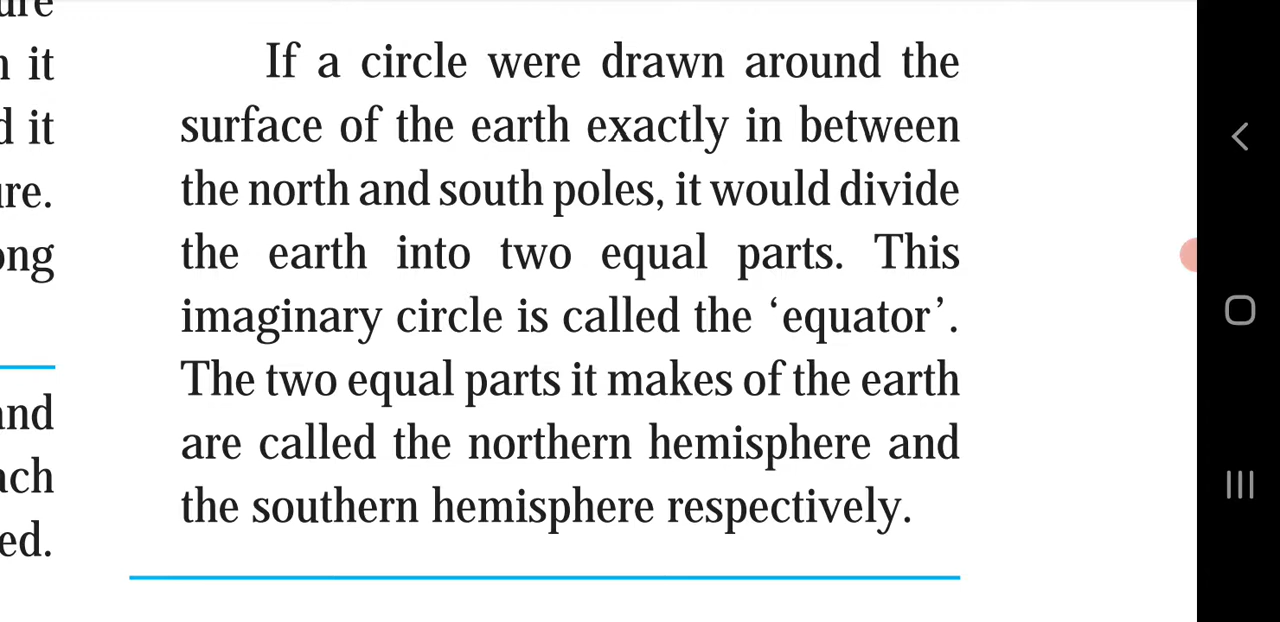 If a circle were drawn around the
surface of the earth exactly in between
the north and south poles, it would divide
the earth into two equal parts. This
imaginary circle is called the ‘equator’.
The two equal parts it makes of the earth
are called the northern hemisphere and
the southern hemisphere respectively.
it
it